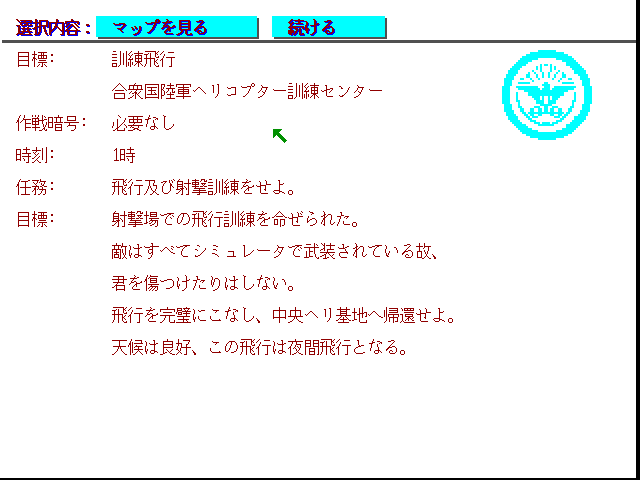 選択内容： マップを見る 続ける
目標: 訓練飛行
合衆国陸軍ヘリコプター訓練センター
作戦暗号: 必要なし
時刻: 1時
任務: 飛行及び射撃訓練をせよ。
目標: 射撃場での飛行訓練を命ぜられた。
敵はすべてシミュレータで武装されている故、
君を傷つけたりはしない。
飛行を完璧にこなし、中央ヘリ基地へ帰還せよ。
天候は良好、この飛行は夜間飛行となる。